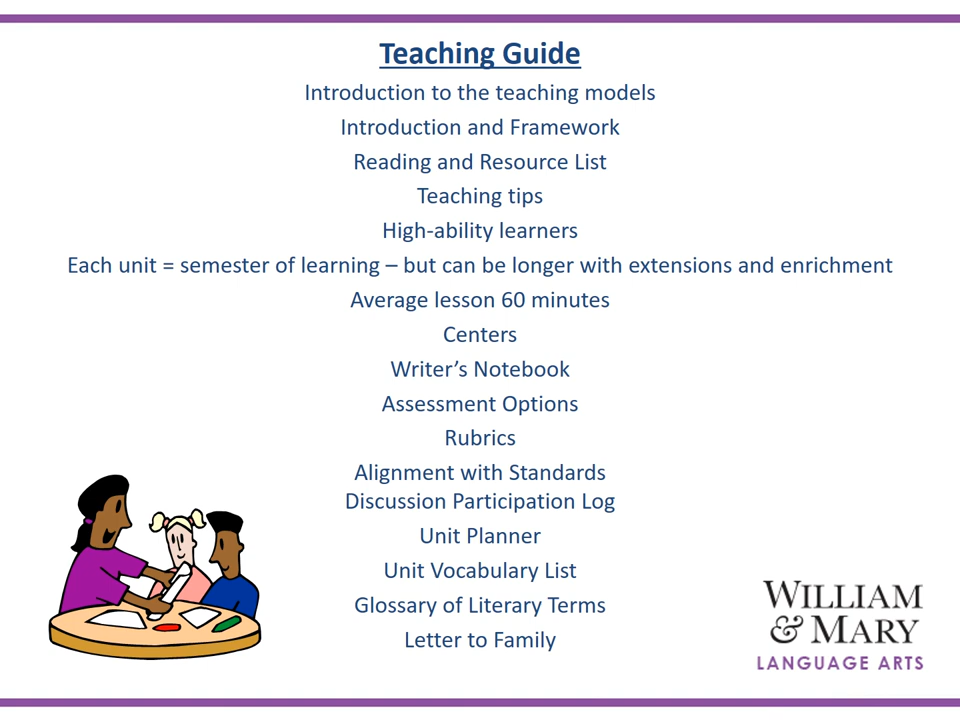 Teaching Guide
Introduction to the teaching models
Introduction and Framework
Reading and Resource List
Teaching tips
High-ability learners
Each unit = semester of learning – but can be longer with extensions and enrichment
Average lesson 60 minutes
Centers
Writer’s Notebook
Assessment Options
Rubrics
Alignment with Standards
Discussion Participation Log
Unit Planner
Unit Vocabulary List
Glossary of Literary Terms
Letter to Family
WILLIAM
& MARY
LANGUAGE ARTS